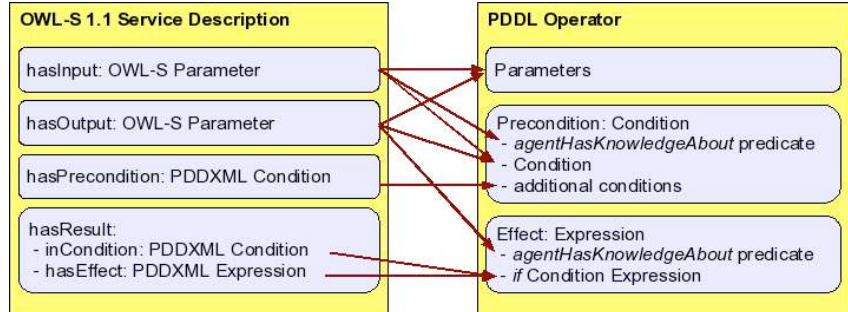 OWL-S 1.1 Service Description
hasInput: OWL-S Parameter
hasOutput: OWL-S Parameter
hasPrecondition: PDDXML Condition
hasResult:
- inCondition: PDDXML Condition
- hasEffect: PDDXML Expression
PDDL Operator
Parameters
Precondition: Condition
- agentHasKnowledgeAbout predicate
- Condition
- additional conditions
Effect: Expression
- agentHasKnowledgeAbout predicate
- if Condition Expression